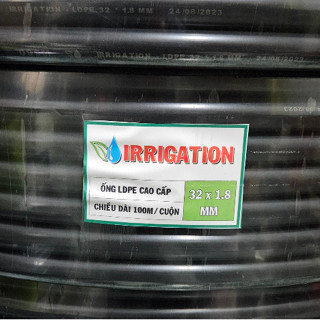 IRRIGATION LDPE 32 * 1.8 MM 24/08/2023
IRRIGATION
ỐNG LDPE CAO CẤP
CHIỀU DÀI 100M/ CUỘN
32 x 1.8
MM